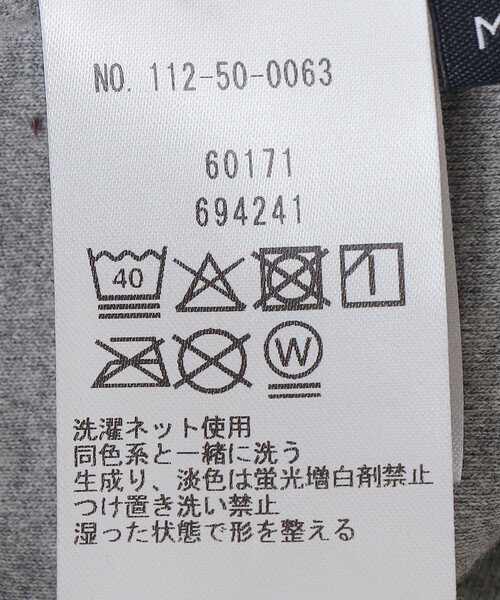 M
NO. 112-50-0063
60171
694241
40
W
洗濯ネット使用
同色系と一緒に洗う
生成り、淡色は蛍光増白剤禁止
つけ置き洗い禁止
湿った状態で形を整える